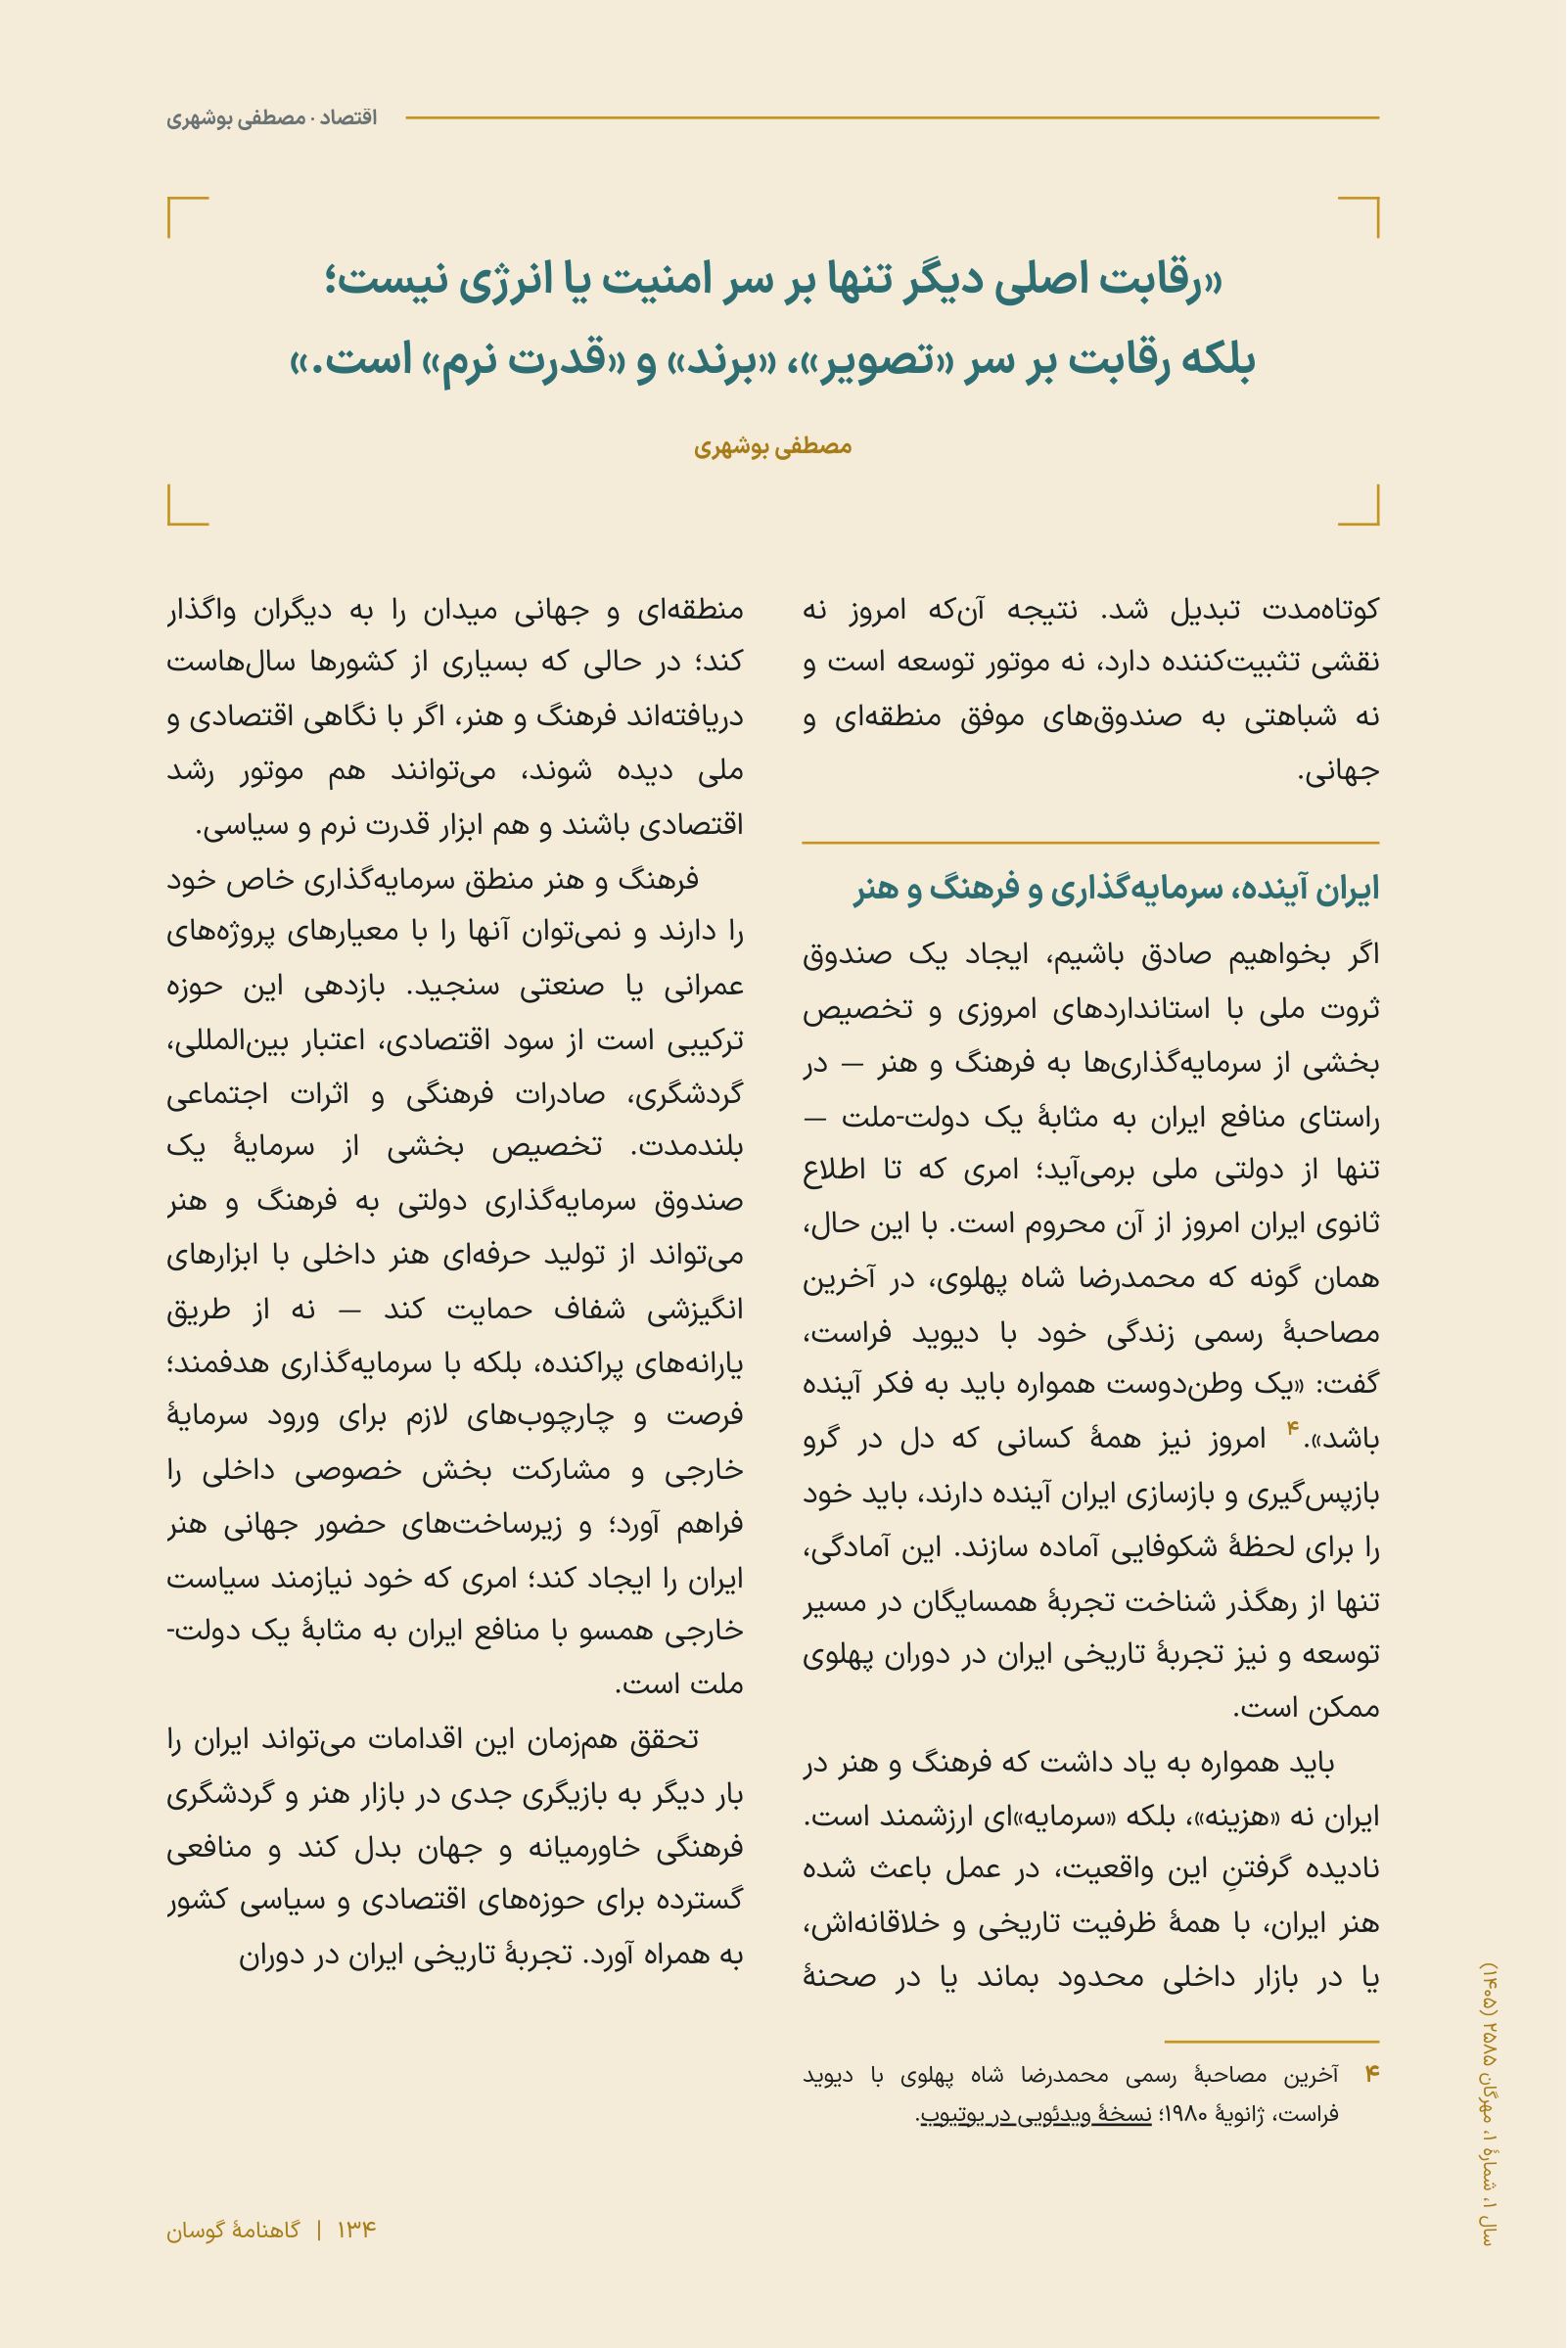 اقتصاد · مصطفی بوشهری
«رقابت اصلی دیگر تنها بر سر امنیت یا انرژی نیست؛
بلکه رقابت بر سر «تصویر»، «برند» و «قدرت نرم» است.»
مصطفی بوشهری
کوتاه‌مدت تبدیل شد. نتیجه آن‌که امروز نه
نقشی تثبیت‌کننده دارد، نه موتور توسعه است و
نه شباهتی به صندوق‌های موفق منطقه‌ای و
جهانی.
ایران آینده، سرمایه‌گذاری و فرهنگ و هنر
اگر بخواهیم صادق باشیم، ایجاد یک صندوق
ثروت ملی با استانداردهای امروزی و تخصیص
بخشی از سرمایه‌گذاری‌ها به فرهنگ و هنر — در
راستای منافع ایران به مثابهٔ یک دولت-ملت —
تنها از دولتی ملی برمی‌آید؛ امری که تا اطلاع
ثانوی ایران امروز از آن محروم است. با این حال،
همان گونه که محمدرضا شاه پهلوی، در آخرین
مصاحبهٔ رسمی زندگی خود با دیوید فراست،
گفت: «یک وطن‌دوست همواره باید به فکر آینده
باشد».۴ امروز نیز همهٔ کسانی که دل در گرو
بازپس‌گیری و بازسازی ایران آینده دارند، باید خود
را برای لحظهٔ شکوفایی آماده سازند. این آمادگی،
تنها از رهگذر شناخت تجربهٔ همسایگان در مسیر
توسعه و نیز تجربهٔ تاریخی ایران در دوران پهلوی
ممکن است.
باید همواره به یاد داشت که فرهنگ و هنر در
ایران نه «هزینه»، بلکه «سرمایه»ای ارزشمند است.
نادیده گرفتنِ این واقعیت، در عمل باعث شده
هنر ایران، با همهٔ ظرفیت تاریخی و خلاقانه‌اش،
یا در بازار داخلی محدود بماند یا در صحنهٔ
۴ آخرین مصاحبهٔ رسمی محمدرضا شاه پهلوی با دیوید
فراست، ژانویهٔ ۱۹۸۰؛ نسخهٔ ویدئویی در یوتیوب.
منطقه‌ای و جهانی میدان را به دیگران واگذار
کند؛ در حالی که بسیاری از کشورها سال‌هاست
دریافته‌اند فرهنگ و هنر، اگر با نگاهی اقتصادی و
ملی دیده شوند، می‌توانند هم موتور رشد
اقتصادی باشند و هم ابزار قدرت نرم و سیاسی.
فرهنگ و هنر منطق سرمایه‌گذاری خاص خود
را دارند و نمی‌توان آنها را با معیارهای پروژه‌های
عمرانی یا صنعتی سنجید. بازدهی این حوزه
ترکیبی است از سود اقتصادی، اعتبار بین‌المللی،
گردشگری، صادرات فرهنگی و اثرات اجتماعی
بلندمدت. تخصیص بخشی از سرمایهٔ یک
صندوق سرمایه‌گذاری دولتی به فرهنگ و هنر
می‌تواند از تولید حرفه‌ای هنر داخلی با ابزارهای
انگیزشی شفاف حمایت کند — نه از طریق
یارانه‌های پراکنده، بلکه با سرمایه‌گذاری هدفمند؛
فرصت و چارچوب‌های لازم برای ورود سرمایهٔ
خارجی و مشارکت بخش خصوصی داخلی را
فراهم آورد؛ و زیرساخت‌های حضور جهانی هنر
ایران را ایجاد کند؛ امری که خود نیازمند سیاست
خارجی همسو با منافع ایران به مثابهٔ یک دولت-
ملت است.
تحقق هم‌زمان این اقدامات می‌تواند ایران را
بار دیگر به بازیگری جدی در بازار هنر و گردشگری
فرهنگی خاورمیانه و جهان بدل کند و منافعی
گسترده برای حوزه‌های اقتصادی و سیاسی کشور
به همراه آورد. تجربهٔ تاریخی ایران در دوران
سال ۱، شمارهٔ ۱، مهرگان ۲۵۸۵ (۱۴۰۵)
۱۳۴ | گاهنامهٔ گوسان